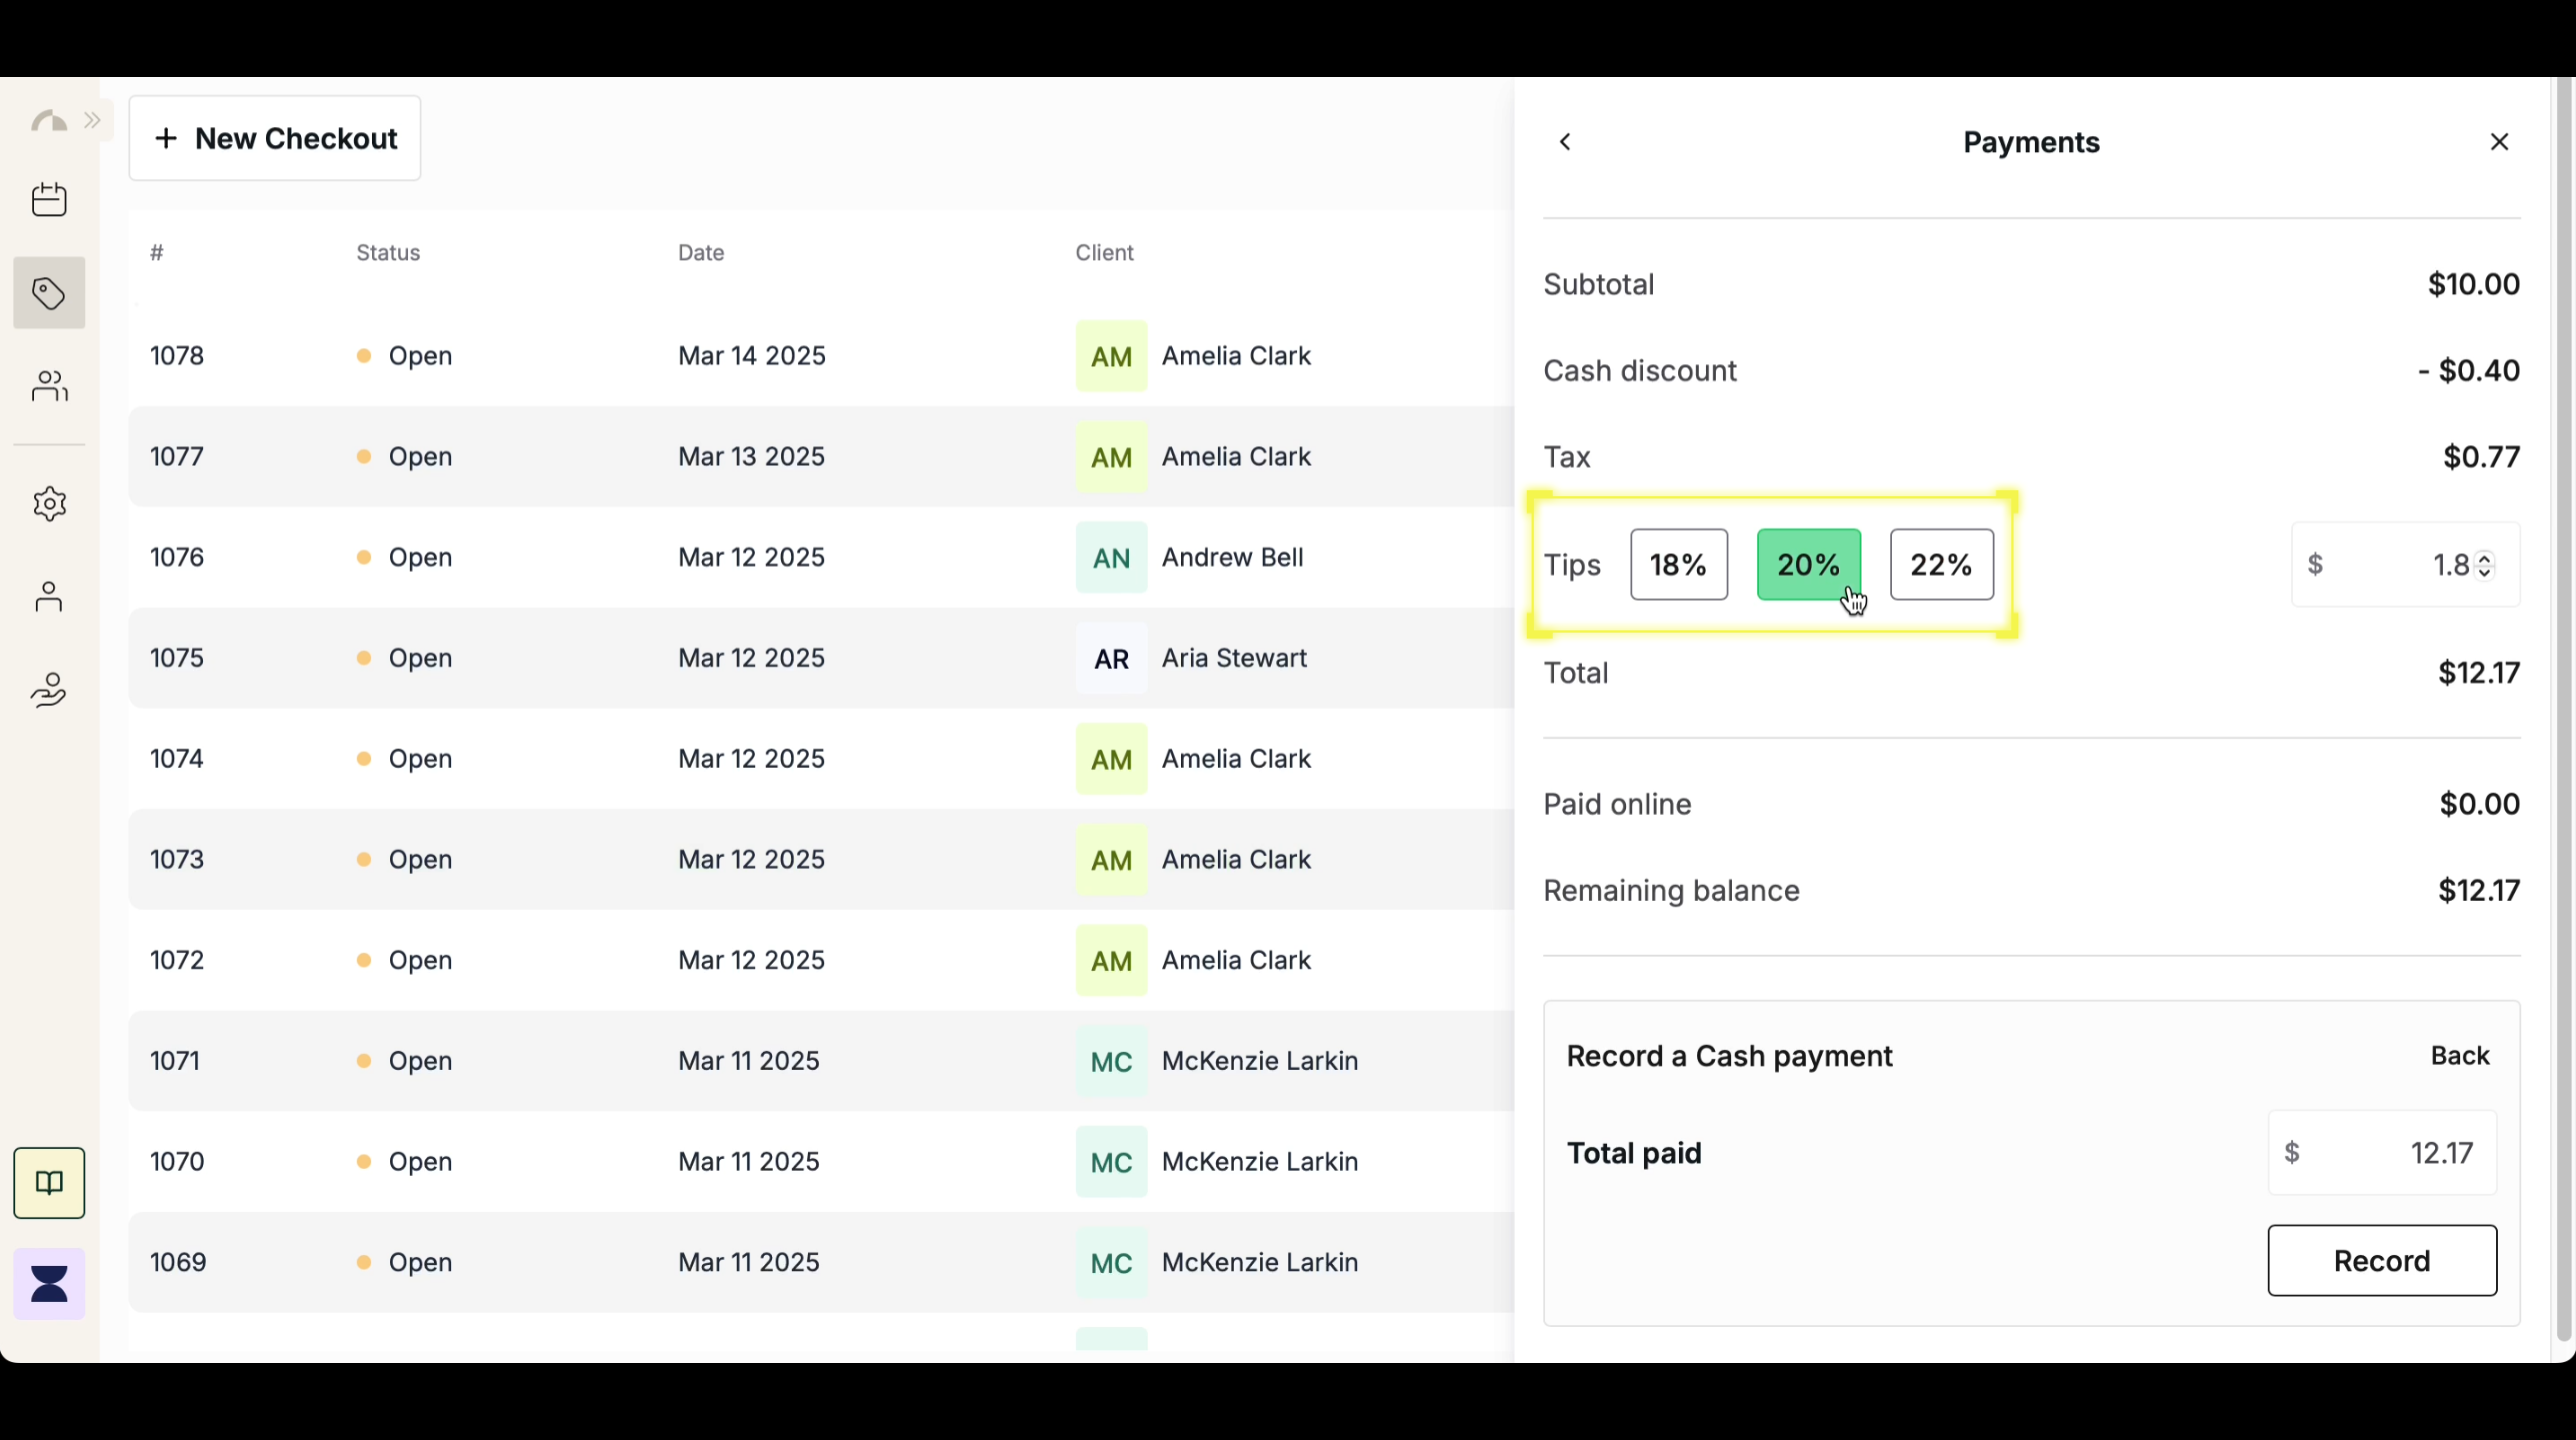 + New Checkout
# Status Date Client
1078 Open Mar 14 2025 AM Amelia Clark
1077 Open Mar 13 2025 AM Amelia Clark
1076 Open Mar 12 2025 AN Andrew Bell
1075 Open Mar 12 2025 AR Aria Stewart
1074 Open Mar 12 2025 AM Amelia Clark
1073 Open Mar 12 2025 AM Amelia Clark
1072 Open Mar 12 2025 AM Amelia Clark
1071 Open Mar 11 2025 MC McKenzie Larkin
1070 Open Mar 11 2025 MC McKenzie Larkin
1069 Open Mar 11 2025 MC McKenzie Larkin
Payments
Subtotal $10.00
Cash discount - $0.40
Tax $0.77
Tips 18% 20% 22% $ 1.8
Total $12.17
Paid online $0.00
Remaining balance $12.17
Record a Cash payment Back
Total paid $ 12.17
Record